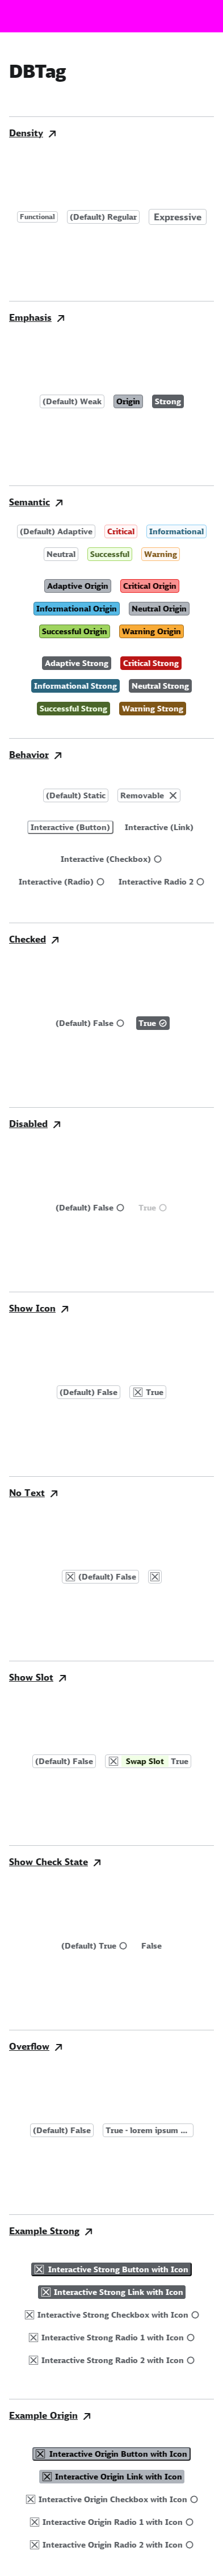 DBTag
Density
Functional (Default) Regular Expressive
Emphasis
(Default) Weak Origin Strong
Semantic
(Default) Adaptive Critical Informational
Neutral Successful Warning
Adaptive Origin Critical Origin
Informational Origin Neutral Origin
Successful Origin Warning Origin
Adaptive Strong Critical Strong
Informational Strong Neutral Strong
Successful Strong Warning Strong
Behavior
(Default) Static Removable
Interactive (Button) Interactive (Link)
Interactive (Checkbox)
Interactive (Radio) Interactive Radio 2
Checked
(Default) False True
Disabled
(Default) False True
Show Icon
(Default) False True
No Text
(Default) False
Show Slot
(Default) False Swap Slot True
Show Check State
(Default) True False
Overflow
(Default) False True - lorem ipsum ...
Example Strong
Interactive Strong Button with Icon
Interactive Strong Link with Icon
Interactive Strong Checkbox with Icon
Interactive Strong Radio 1 with Icon
Interactive Strong Radio 2 with Icon
Example Origin
Interactive Origin Button with Icon
Interactive Origin Link with Icon
Interactive Origin Checkbox with Icon
Interactive Origin Radio 1 with Icon
Interactive Origin Radio 2 with Icon